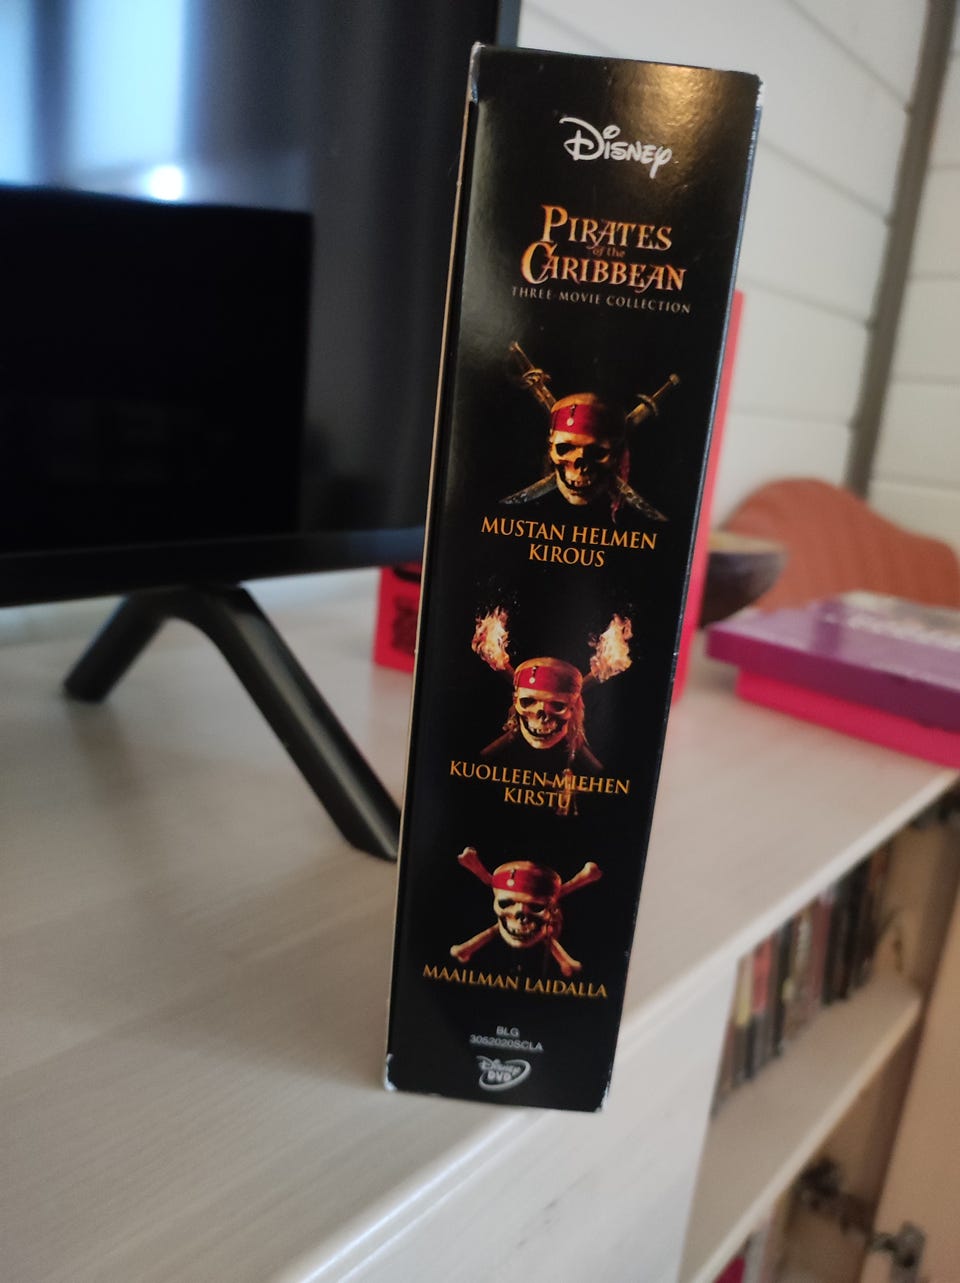 Disney
PIRATES
of the
CARIBBEAN
THREE-MOVIE COLLECTION
MUSTAN HELMEN
KIROUS
KUOLLEEN MIEHEN
KIRSTU
MAAILMAN LAIDALLA
BLG
3052020SCLA
Disney
DVD